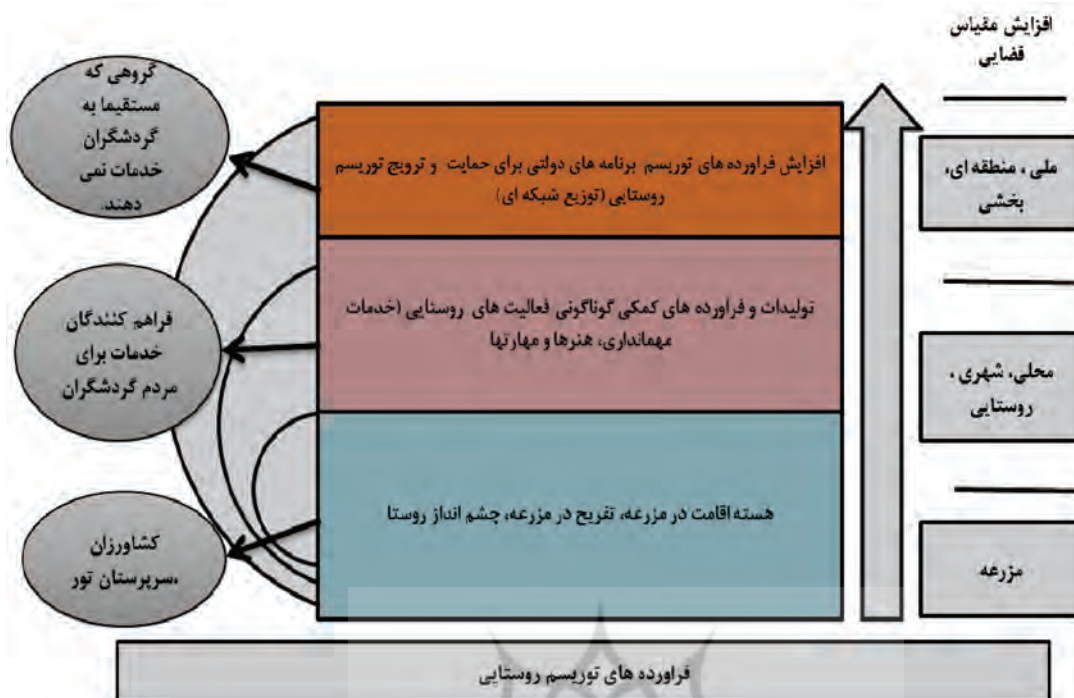 افزایش مقیاس
قضایی
گروهی که
مستقیما به
گردشگران
خدمات نمی
دهند.
افزایش فراورده های توریسم برنامه های دولتی برای حمایت و ترویج توریسم
روستایی (توزیع شبکه ای)
ملی ، منطقه ای،
بخشی
فراهم کنندگان
خدمات برای
مردم گردشگران
تولیدات و فراورده های کمکی گوناگونی فعالیت های روستایی (خدمات
مهمانداری، هنرها و مهارتها
محلی، شهری ،
روستایی
کشاورزان
،سرپرستان تور
هسته اقامت در مزرعه، تفریح در مزرعه، چشم انداز روستا
مزرعه
فراورده های توریسم روستایی